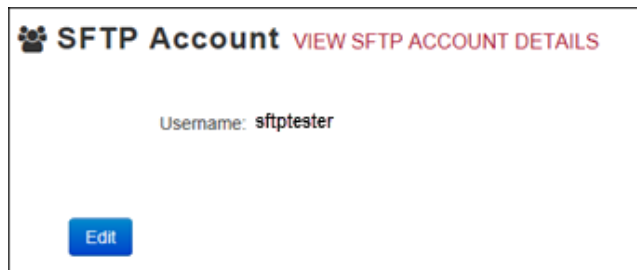 SFTP Account VIEW SFTP ACCOUNT DETAILS
Username: sftptester
Edit